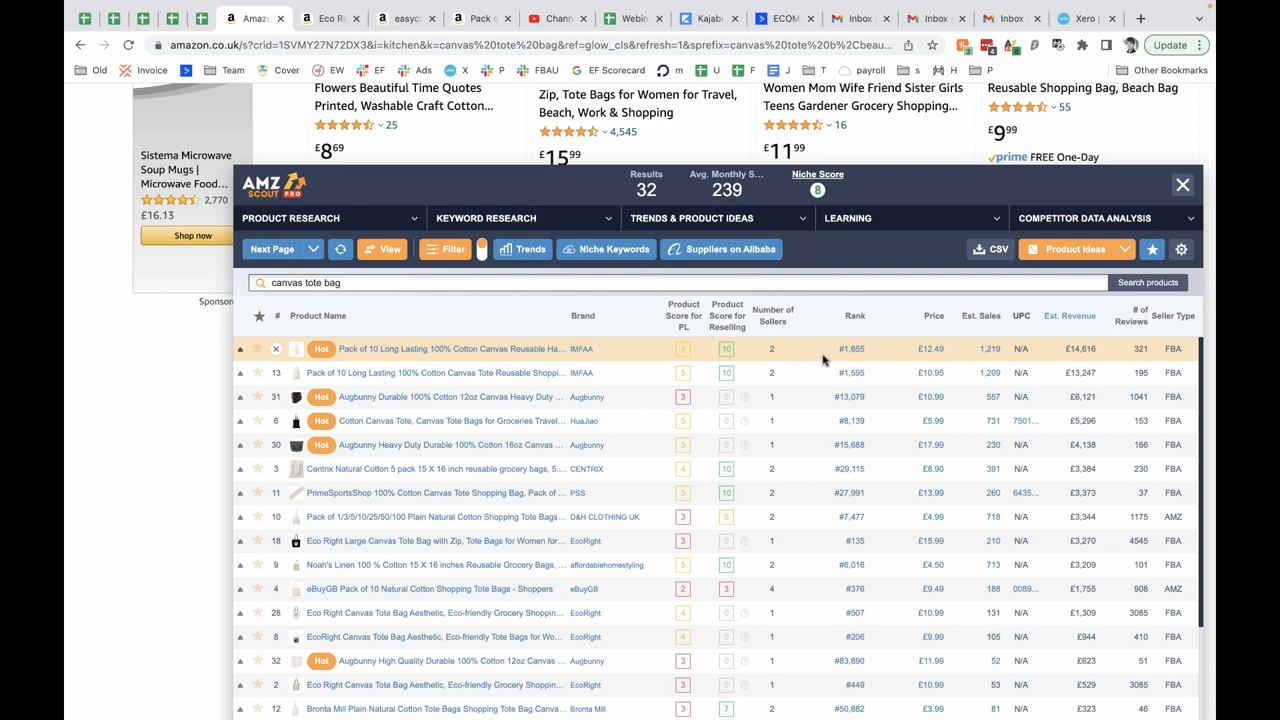 Amaz
Eco Ri
easyc
Pack o
Chann
Webin
Kajabi
ECOM
Inbox
Inbox
Inbox
Xero |
amazon.co.uk/s?crid=1WVMY27N72DX3&i=kitchen&k=canvas%20tote%20bag&ref=glow_cls&refresh=1&sprefix=canvas%20tote%20b%2cbeau...
Update
Old Invoice Team Cover EW EF Ads X P FBAU EF Scorecard m U F J T payroll s H P Other Bookmarks
Flowers Beautiful Time Quotes
Printed, Washable Craft Cotton...
25
£869
Zip, Tote Bags for Women for Travel,
Beach, Work & Shopping
4,545
£1599
Women Mom Wife Friend Sister Girls
Teens Gardener Grocery Shopping...
16
£1199
Reusable Shopping Bag, Beach Bag
55
£999
prime FREE One-Day
Sistema Microwave
Soup Mugs |
Microwave Food...
2,770
£16.13
Shop now
Sponsor
AMZ
SCOUT PRO
Results
32
Avg. Monthly S...
239
Niche Score
8
PRODUCT RESEARCH KEYWORD RESEARCH TRENDS & PRODUCT IDEAS LEARNING COMPETITOR DATA ANALYSIS
Next Page View Filter Trends Niche Keywords Suppliers on Alibaba CSV Product Ideas
canvas tote bag Search products
# Product Name Brand Product Score for PL Product Score for Reselling Number of Sellers Rank Price Est. Sales UPC Est. Revenue # of Reviews Seller Type
Hot Pack of 10 Long Lasting 100% Cotton Canvas Reusable Ha... IMFAA 4 10 2 #1,655 £12.49 1,219 N/A £14,616 321 FBA
13 Pack of 10 Long Lasting 100% Cotton Canvas Tote Reusable Shoppi... IMFAA 5 10 2 #1,595 £10.95 1,209 N/A £13,247 195 FBA
31 Hot Augbunny Durable 100% Cotton 12oz Canvas Heavy Duty ... Augbunny 3 0 1 #13,079 £10.99 557 N/A £6,121 1041 FBA
6 Hot Cotton Canvas Tote, Canvas Tote Bags for Groceries Travel... HuaJiao 5 0 1 #8,139 £5.99 731 7501... £5,296 153 FBA
30 Hot Augbunny Heavy Duty Durable 100% Cotton 16oz Canvas ... Augbunny 5 0 1 #15,688 £17.99 230 N/A £4,138 166 FBA
3 Centrix Natural Cotton 5 pack 15 X 16 inch reusable grocery bags, 5.... CENTRIX 4 10 2 #29,115 £8.90 391 N/A £3,384 230 FBA
11 PrimeSportsShop 100% Cotton Canvas Tote Shopping Bag, Pack of ... PSS 5 10 2 #27,991 £13.99 260 6435... £3,373 37 FBA
10 Pack of 1/3/5/10/25/50/100 Plain Natural Cotton Shopping Tote Bags... D&H CLOTHING UK 3 6 2 #7,477 £4.99 718 N/A £3,344 1175 AMZ
18 Eco Right Large Canvas Tote Bag with Zip, Tote Bags for Women for... EcoRight 3 0 1 #135 £15.99 210 N/A £3,270 4545 FBA
9 Noah's Linen 100 % Cotton 15 X 16 inches Reusable Grocery Bags, ... affordablehomestyling 5 10 2 #6,016 £4.50 713 N/A £3,209 101 FBA
4 eBuyGB Pack of 10 Natural Cotton Shopping Tote Bags - Shoppers eBuyGB 2 3 4 #376 £9.49 188 0089... £1,755 908 AMZ
28 Eco Right Canvas Tote Bag Aesthetic, Eco-friendly Grocery Shoppin... EcoRight 4 0 1 #507 £10.99 131 N/A £1,309 3085 FBA
8 EcoRight Canvas Tote Bag Aesthetic, Eco-friendly Tote Bags for Wo... EcoRight 4 0 1 #206 £9.99 105 N/A £944 410 FBA
32 Hot Augbunny High Quality Durable 100% Cotton 12oz Canvas ... Augbunny 3 0 1 #83,890 £11.99 52 N/A £623 51 FBA
2 Eco Right Canvas Tote Bag Aesthetic, Eco-friendly Grocery Shoppin... EcoRight 3 0 1 #449 £10.99 53 N/A £529 3085 FBA
12 Bronta Mill Plain Natural Cotton Tote Bags Shopping Bag Canva... Bronta Mill 3 7 2 #50,882 £3.99 81 N/A £323 46 FBA